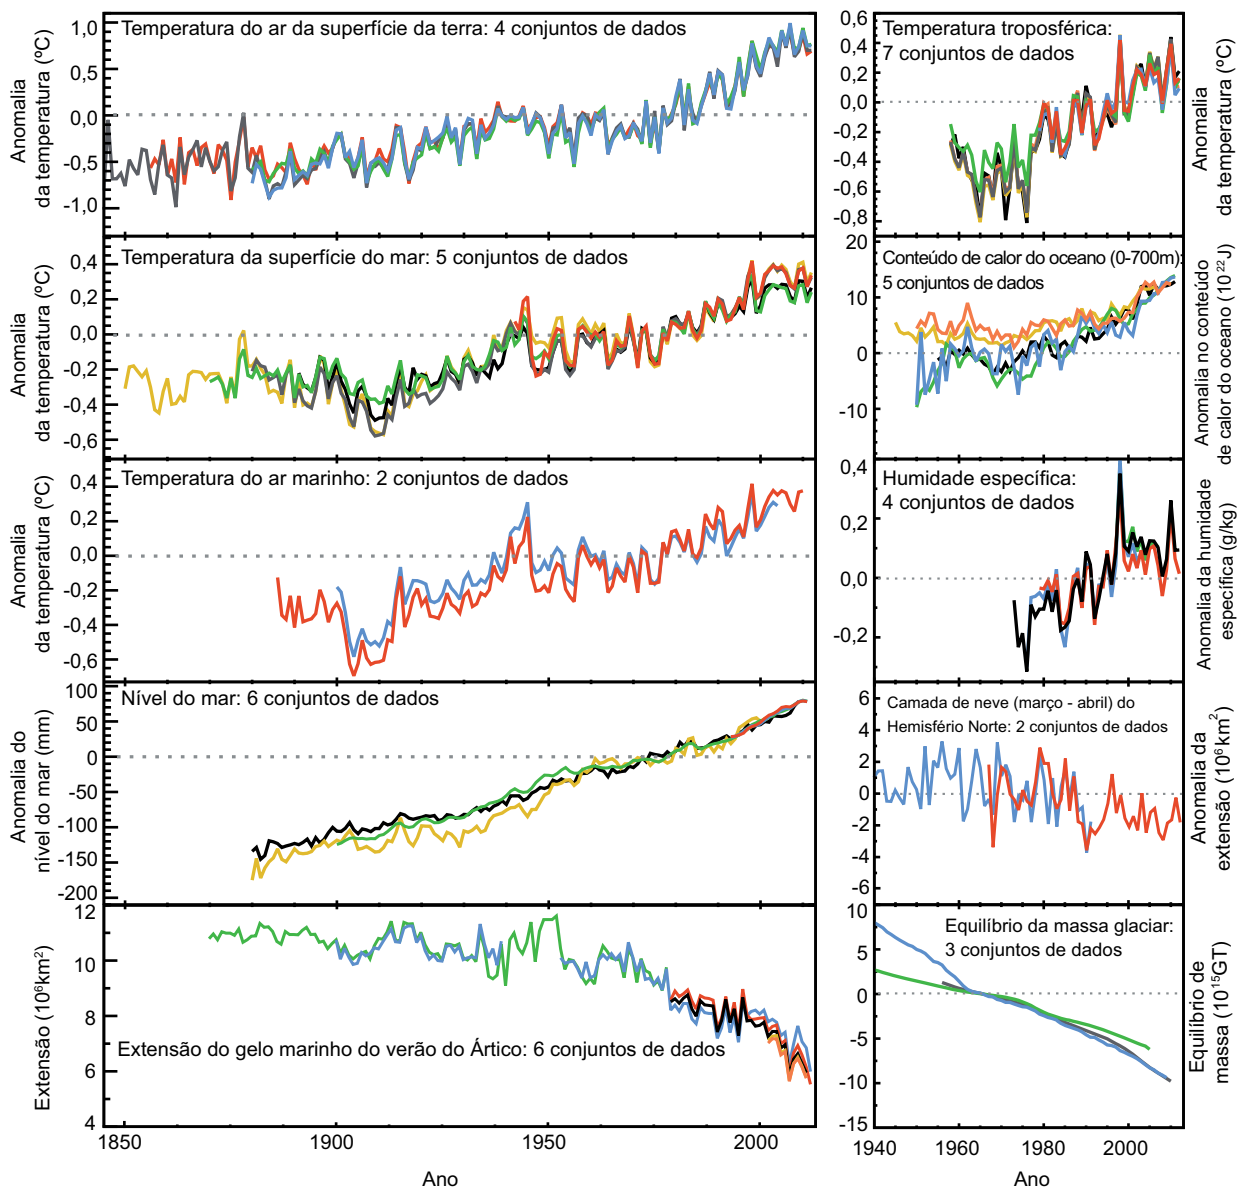 Temperatura do ar da superfície da terra: 4 conjuntos de dados
Anomalia
da temperatura (ºC)
1,0
0,5
0,0
-0,5
-1,0
Temperatura da superfície do mar: 5 conjuntos de dados
Anomalia
da temperatura (ºC)
0,4
0,2
0,0
-0,2
-0,4
-0,6
Temperatura do ar marinho: 2 conjuntos de dados
Anomalia
da temperatura (ºC)
0,4
0,2
0,0
-0,2
-0,4
-0,6
Nível do mar: 6 conjuntos de dados
Anomalia do
nível do mar (mm)
100
50
0
-50
-100
-150
-200
Extensão do gelo marinho do verão do Ártico: 6 conjuntos de dados
Extensão (10⁶km²)
12
10
8
6
4
1850
1900
1950
2000
Ano
Temperatura troposférica:
7 conjuntos de dados
Anomalia
da temperatura (ºC)
0,6
0,4
0,2
0,0
-0,2
-0,4
-0,6
-0,8
Conteúdo de calor do oceano (0-700m):
5 conjuntos de dados
Anomalia no conteúdo
de calor do oceano (10²²J)
20
10
0
-10
Humidade específica:
4 conjuntos de dados
Anomalia da humidade
específica (g/kg)
0,4
0,2
0,0
-0,2
Camada de neve (março - abril) do
Hemisfério Norte: 2 conjuntos de dados
Anomalia da
extensão (10⁶km²)
6
4
2
0
-2
-4
-6
Equilíbrio da massa glaciar:
3 conjuntos de dados
Equilíbrio de
massa (10¹⁵GT)
10
5
0
-5
-10
-15
1940
1960
1980
2000
Ano